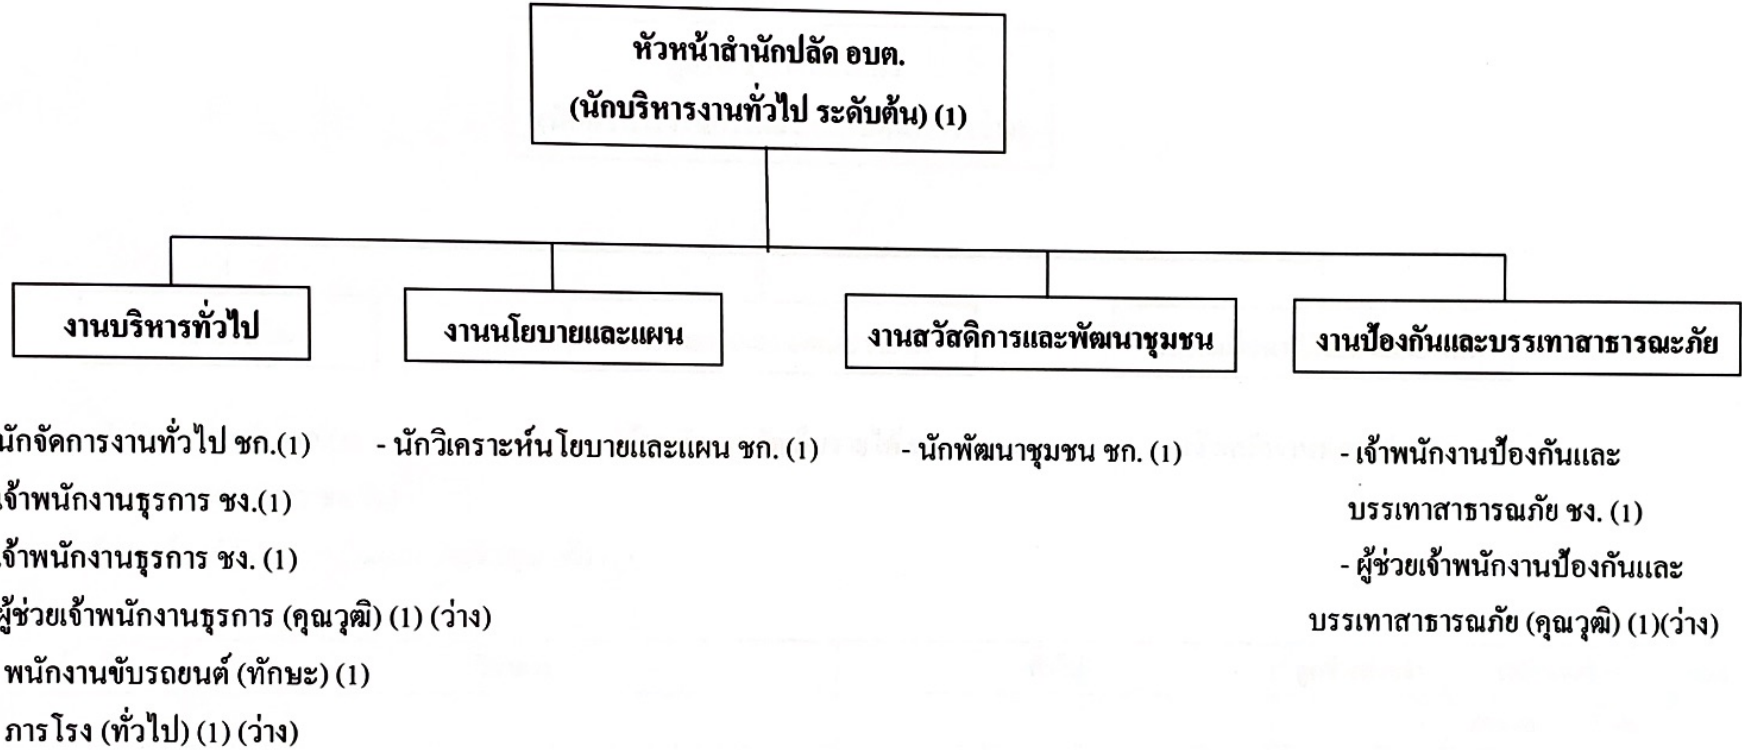 หัวหน้าสำนักปลัด อบต.
(นักบริหารงานทั่วไป ระดับต้น) (1)
งานบริหารทั่วไป
งานนโยบายและแผน
งานสวัสดิการและพัฒนาชุมชน
งานป้องกันและบรรเทาสาธารณะภัย
นักจัดการงานทั่วไป ชก.(1)
เจ้าพนักงานธุรการ ชง.(1)
เจ้าพนักงานธุรการ ชง. (1)
ผู้ช่วยเจ้าพนักงานธุรการ (คุณวุฒิ) (1) (ว่าง)
พนักงานขับรถยนต์ (ทักษะ) (1)
ภารโรง (ทั่วไป) (1) (ว่าง)
- นักวิเคราะห์นโยบายและแผน ชก. (1)
- นักพัฒนาชุมชน ชก. (1)
- เจ้าพนักงานป้องกันและ
บรรเทาสาธารณภัย ชง. (1)
- ผู้ช่วยเจ้าพนักงานป้องกันและ
บรรเทาสาธารณภัย (คุณวุฒิ) (1)(ว่าง)